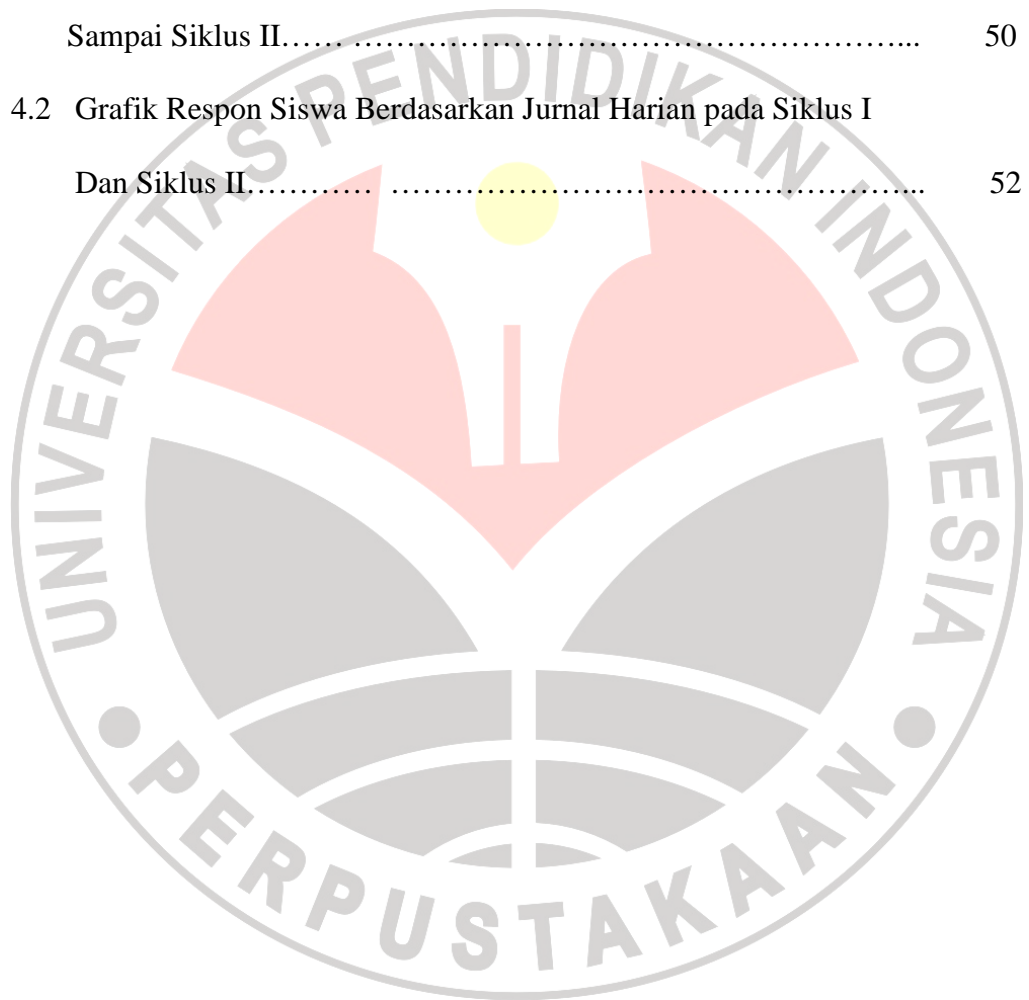 Sampai Siklus II…… …………………………………………………... 50
4.2 Grafik Respon Siswa Berdasarkan Jurnal Harian pada Siklus I
Dan Siklus II………… ………………………………………………... 52
UNIVERSITAS PENDIDIKAN INDONESIA
PERPUSTAKAAN